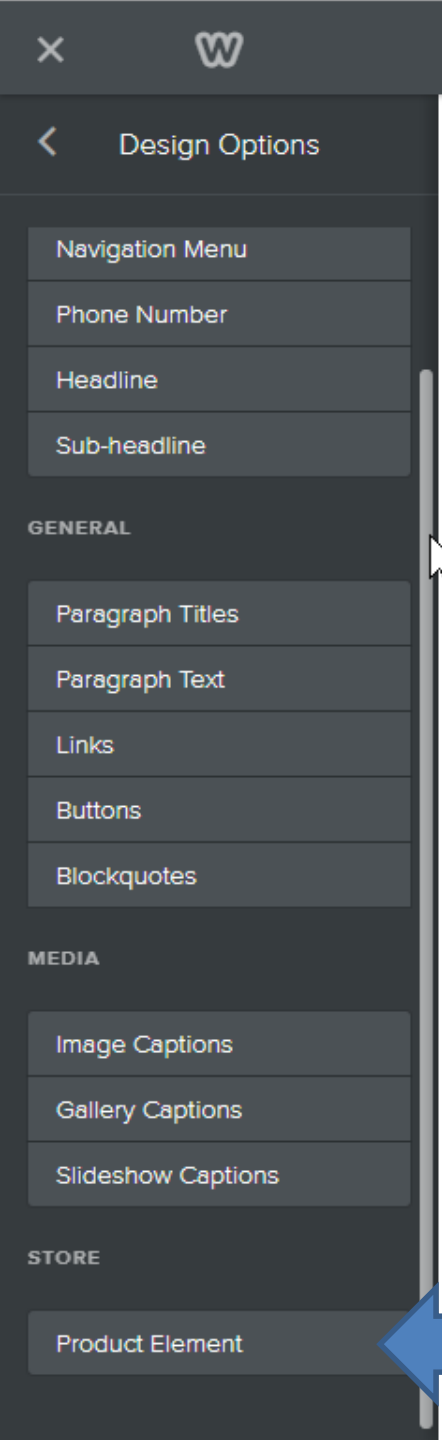 Design Options
Navigation Menu
Phone Number
Headline
Sub-headline
GENERAL
Paragraph Titles
Paragraph Text
Links
Buttons
Blockquotes
MEDIA
Image Captions
Gallery Captions
Slideshow Captions
STORE
Product Element